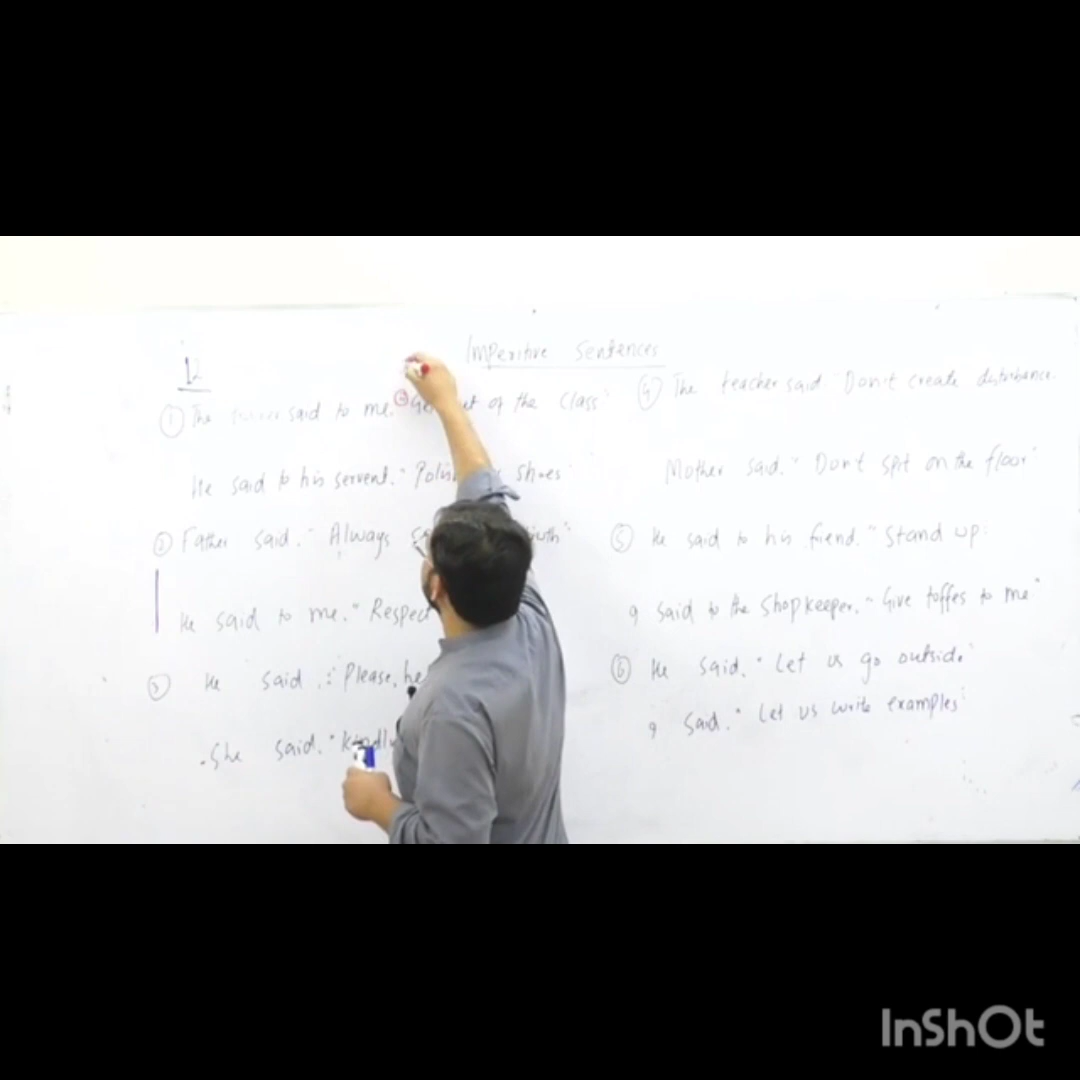 12
Imperitive Sentences
① The said to me. of the class"
He said to his servent. " shoes"
② Father said. " Always
He said to me. " Respect
③ He said . " Please,
.She said. " Kindly
④ The teacher said Don't create disturbance.
Mother said. " Don't spit on the floor"
⑤ He said to his fiend. " Stand up"
I said to the shopkeeper. " Give toffes to me"
⑥ He said. " Let us go outside"
I said. " Let us write examples"
InShOt